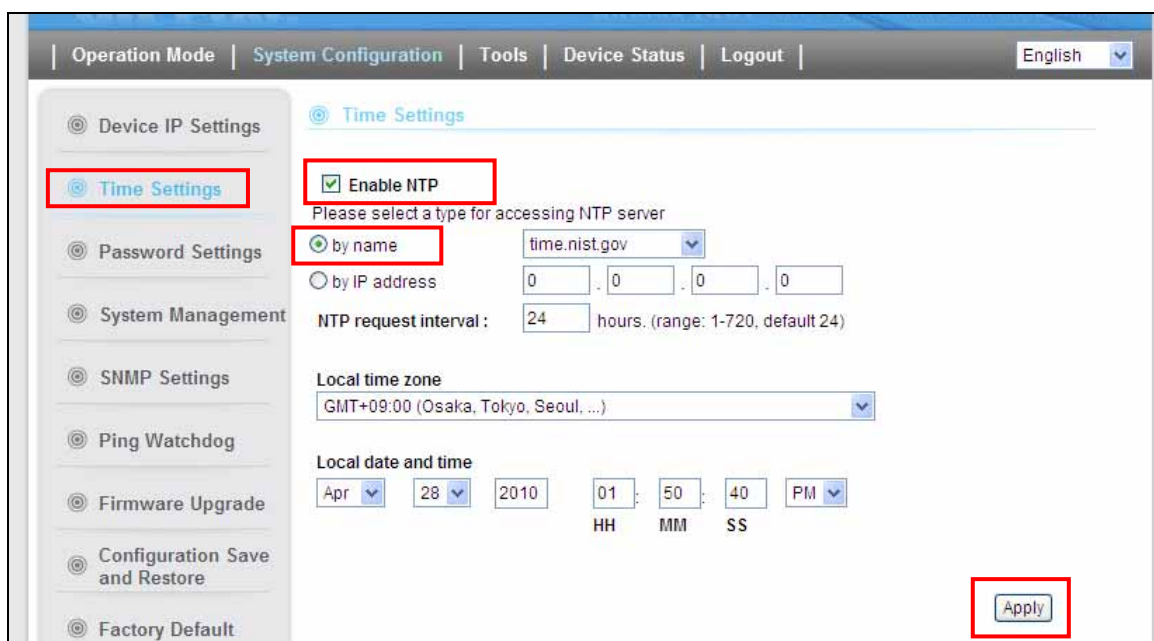 | Operation Mode | System Configuration | Tools | Device Status | Logout | English
Device IP Settings
Time Settings
Password Settings
System Management
SNMP Settings
Ping Watchdog
Firmware Upgrade
Configuration Save
and Restore
Factory Default
Time Settings
Enable NTP
Please select a type for accessing NTP server
by name time.nist.gov
by IP address 0 . 0 . 0 . 0
NTP request interval : 24 hours. (range: 1-720, default 24)
Local time zone
GMT+09:00 (Osaka, Tokyo, Seoul, ...)
Local date and time
Apr 28 2010 01 : 50 : 40 PM
HH MM SS
Apply